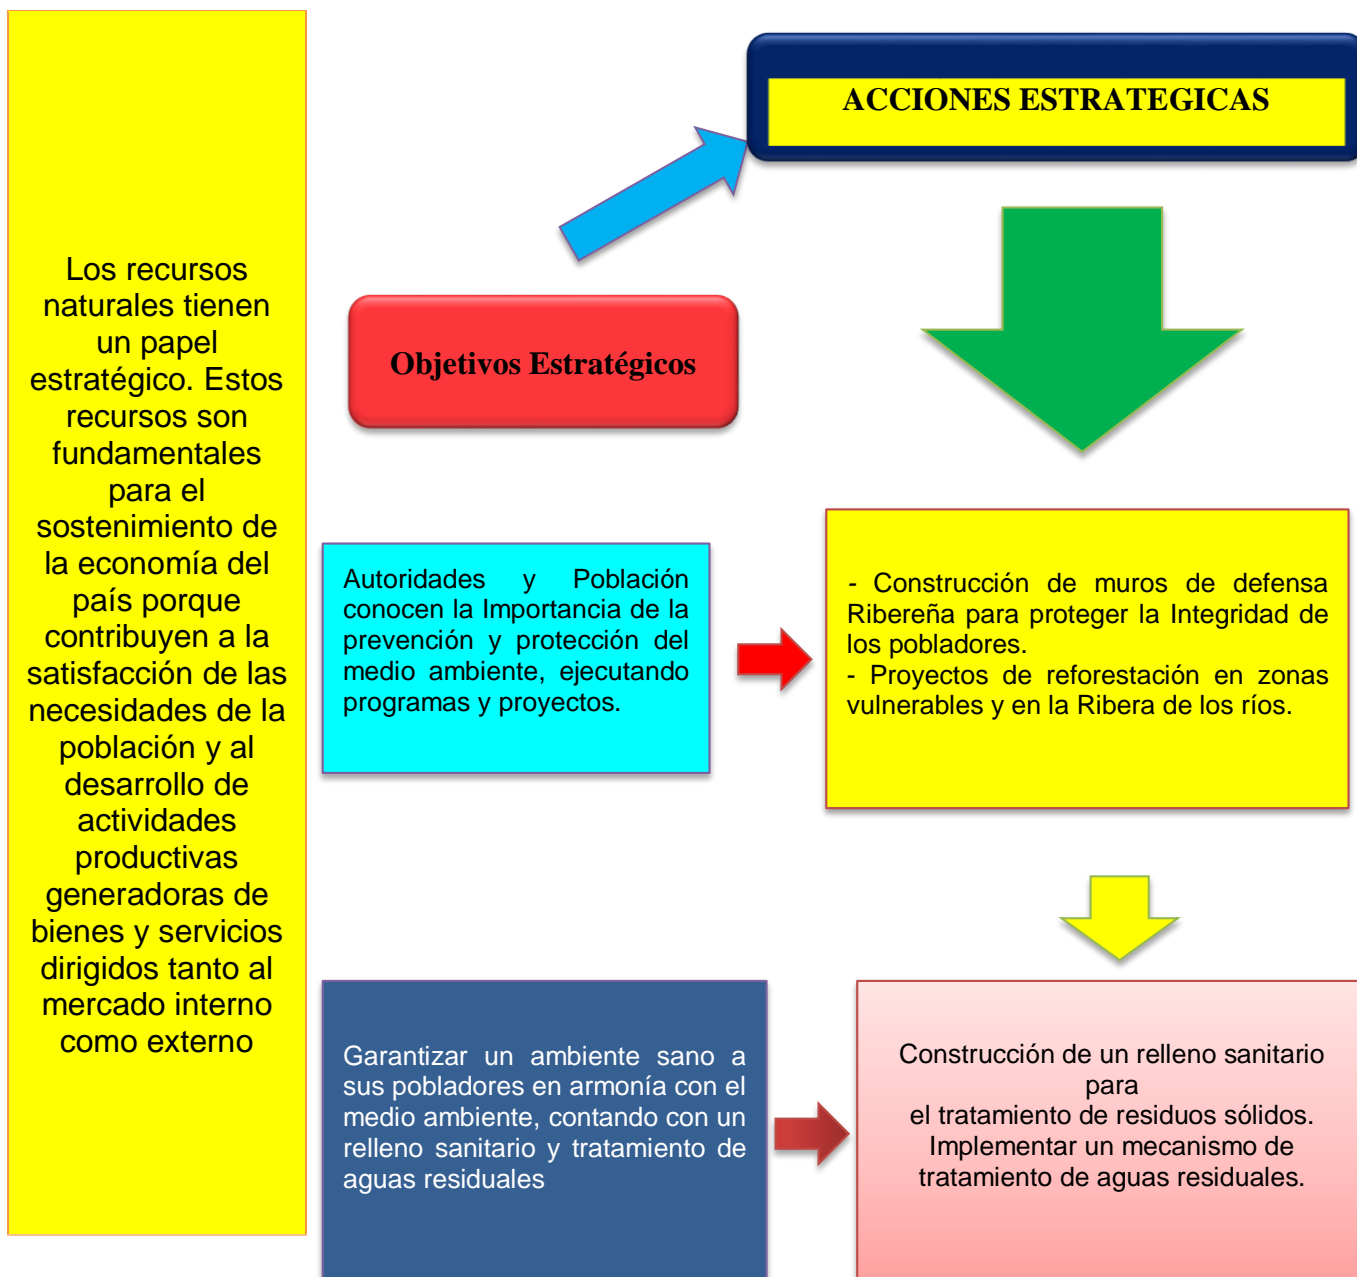 Los recursos
naturales tienen
un papel
estratégico. Estos
recursos son
fundamentales
para el
sostenimiento de
la economía del
país porque
contribuyen a la
satisfacción de las
necesidades de la
población y al
desarrollo de
actividades
productivas
generadoras de
bienes y servicios
dirigidos tanto al
mercado interno
como externo
ACCIONES ESTRATEGICAS
Objetivos Estratégicos
Autoridades y Población
conocen la Importancia de la
prevención y protección del
medio ambiente, ejecutando
programas y proyectos.
- Construcción de muros de defensa
Ribereña para proteger la Integridad de
los pobladores.
- Proyectos de reforestación en zonas
vulnerables y en la Ribera de los ríos.
Garantizar un ambiente sano a
sus pobladores en armonía con el
medio ambiente, contando con un
relleno sanitario y tratamiento de
aguas residuales
Construcción de un relleno sanitario
para
el tratamiento de residuos sólidos.
Implementar un mecanismo de
tratamiento de aguas residuales.